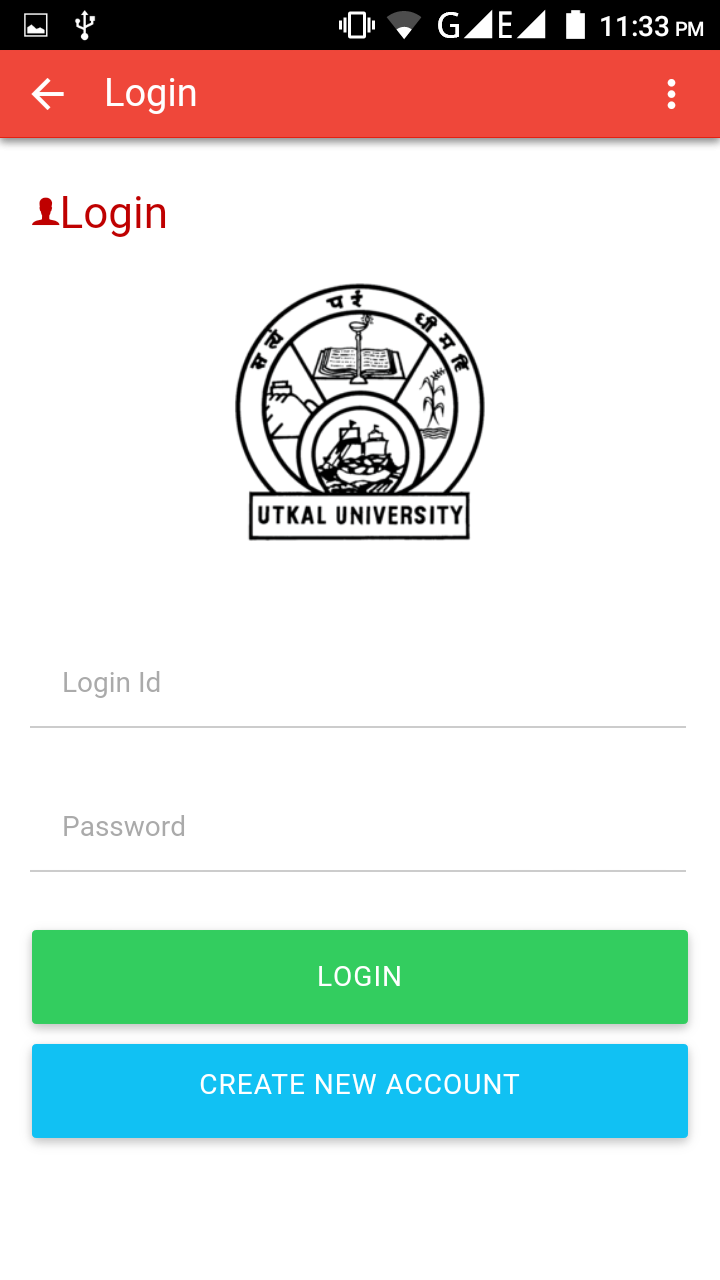 G E 11:33 PM
Login
Login
सत्यं परं धीमहि
UTKAL UNIVERSITY
Login Id
Password
LOGIN
CREATE NEW ACCOUNT